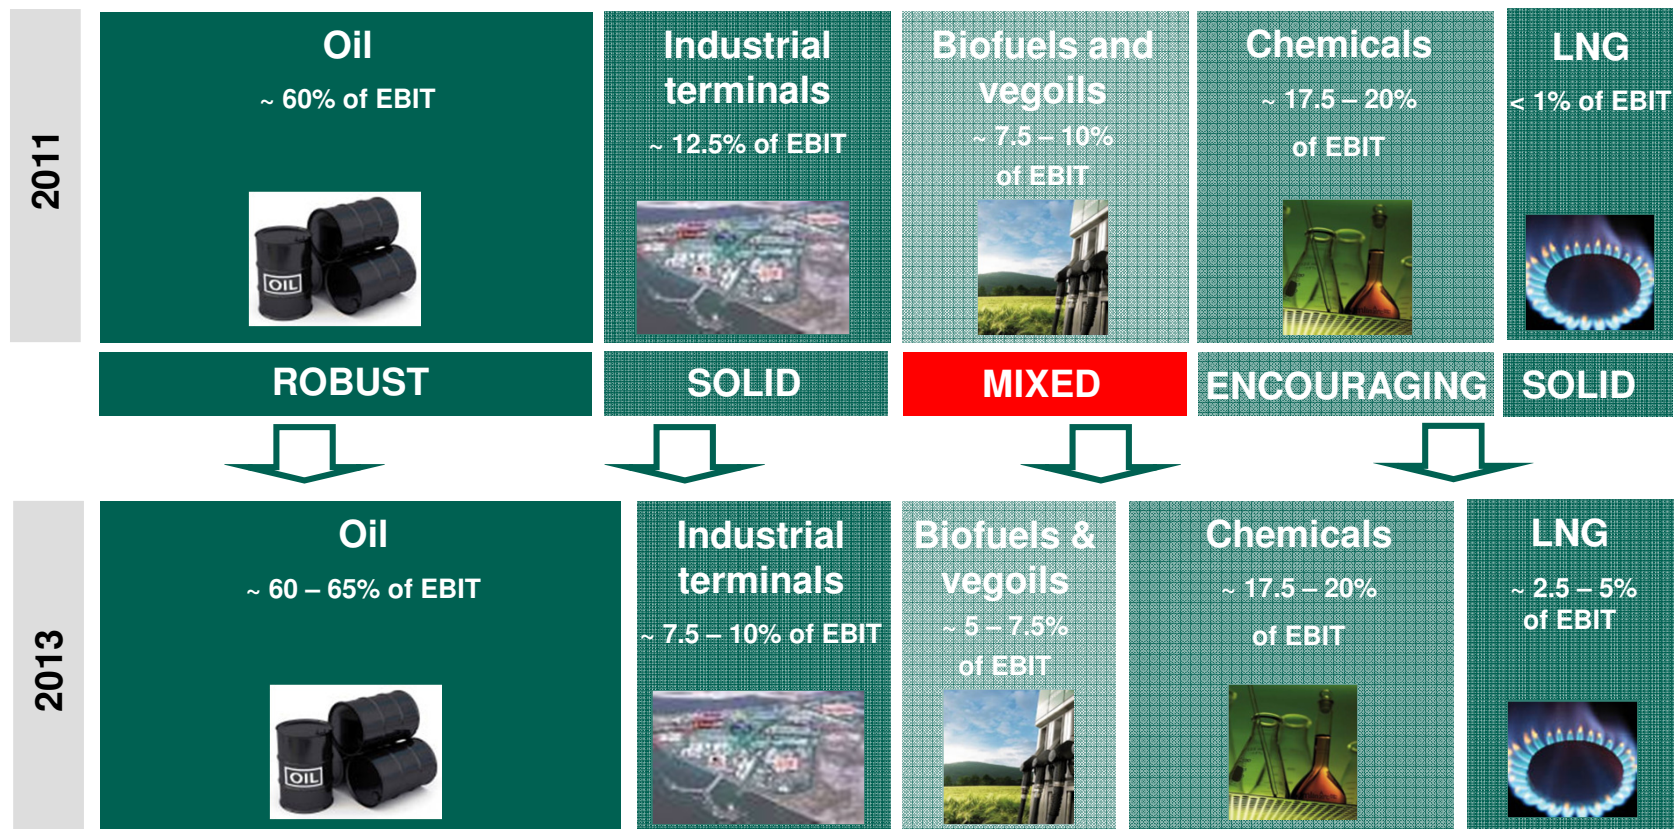 2011
Oil
~ 60% of EBIT
OIL
Industrial
terminals
~ 12.5% of EBIT
Biofuels and
vegoils
~ 7.5 – 10%
of EBIT
Chemicals
~ 17.5 – 20%
of EBIT
LNG
< 1% of EBIT
ROBUST
SOLID
MIXED
ENCOURAGING
SOLID
2013
Oil
~ 60 – 65% of EBIT
OIL
Industrial
terminals
~ 7.5 – 10% of EBIT
Biofuels &
vegoils
~ 5 – 7.5%
of EBIT
Chemicals
~ 17.5 – 20%
of EBIT
LNG
~ 2.5 – 5%
of EBIT